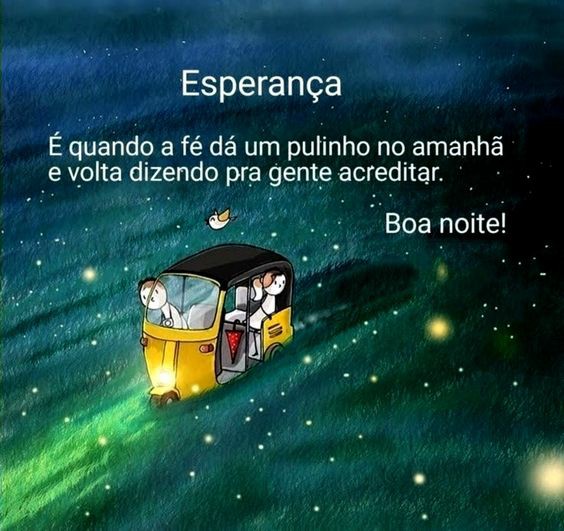 Esperança
É quando a fé dá um pulinho no amanhã
e volta dizendo pra gente acreditar.
Boa noite!